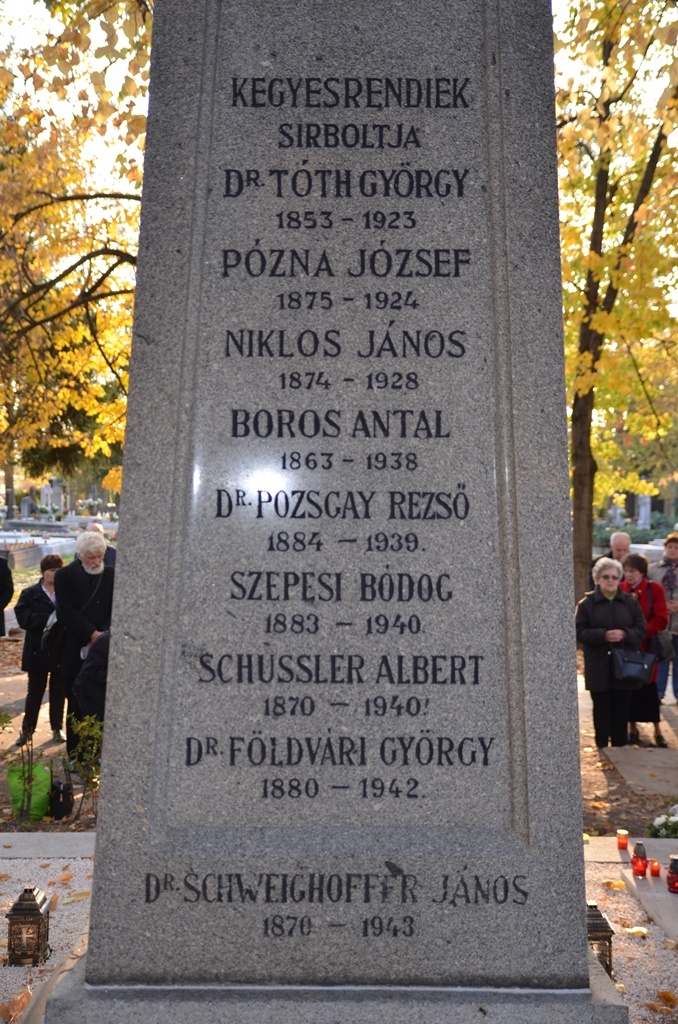 KEGYESRENDIEK
SIRBOLTJA
DR. TÓTH GYÖRGY
1853 - 1923
PÓZNA JÓZSEF
1875 - 1924
NIKLOS JÁNOS
1874 - 1928
BOROS ANTAL
1863 - 1938
DR. POZSGAY REZSŐ
1884 - 1939.
SZEPESI BÓDOG
1883 - 1940.
SCHÜSSLER ALBERT
1870 - 1940.
DR. FÖLDVÁRI GYÖRGY
1880 - 1942.
DR. SCHWEIGHOFFER JÁNOS
1870 - 1943